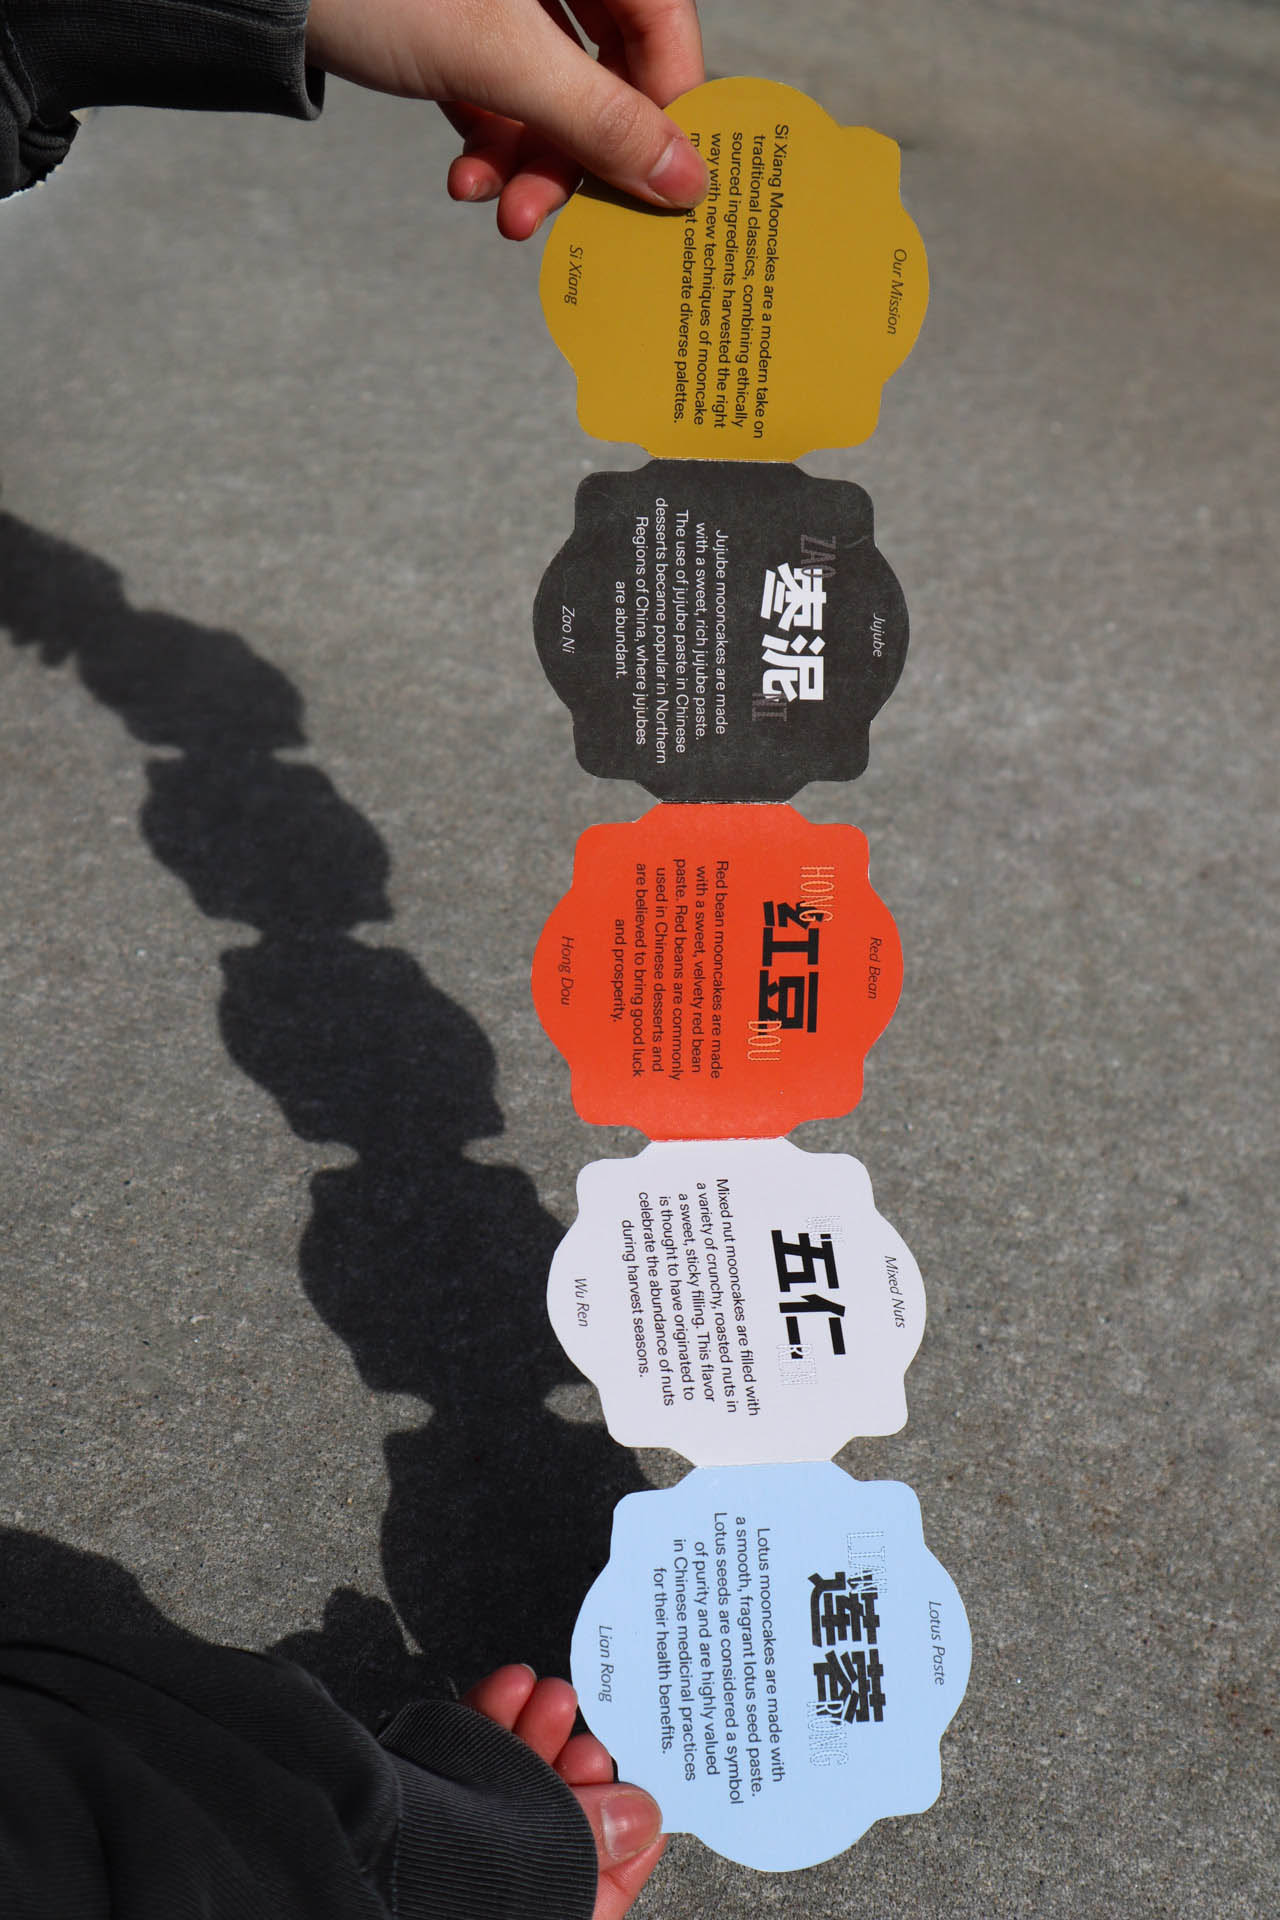 Our Mission
Si Xiang Mooncakes are a modern take on
traditional classics, combining ethically
sourced ingredients harvested the right
way with new techniques of mooncake
at celebrate diverse palettes.
Si Xiang
Jujube
ZAO
枣泥
NI
Jujube mooncakes are made
with a sweet, rich jujube paste.
The use of jujube paste in Chinese
desserts became popular in Northern
Regions of China, where jujubes
are abundant.
Zao Ni
Red Bean
HONG
红豆
DOU
Red bean mooncakes are made
with a sweet, velvety red bean
paste. Red beans are commonly
used in Chinese desserts and
are believed to bring good luck
and prosperity.
Hong Dou
Mixed Nuts
WU
五仁
REN
Mixed nut mooncakes are filled with
a variety of crunchy, roasted nuts in
a sweet, sticky filling. This flavor
is thought to have originated to
celebrate the abundance of nuts
during harvest seasons.
Wu Ren
Lotus Paste
LIAN
莲蓉
RONG
Lotus mooncakes are made with
a smooth, fragrant lotus seed paste.
Lotus seeds are considered a symbol
of purity and are highly valued
in Chinese medicinal practices
for their health benefits.
Lian Rong